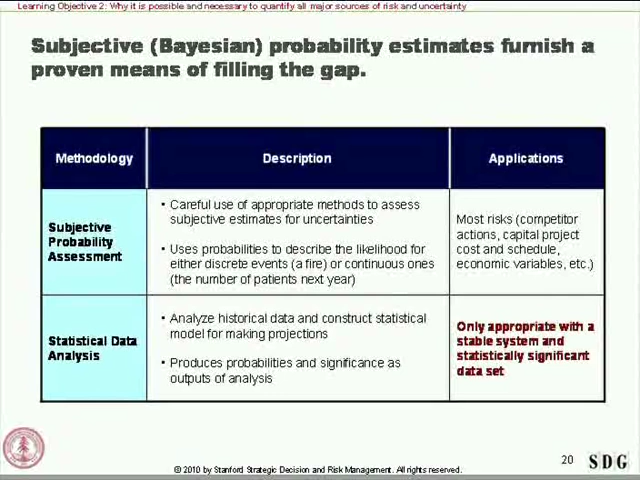 Learning Objective 2: Why it is possible and necessary to quantify all major sources of risk and uncertainty
Subjective (Bayesian) probability estimates furnish a
proven means of filling the gap.
Methodology
Description
Applications
Subjective
Probability
Assessment
• Careful use of appropriate methods to assess
subjective estimates for uncertainties
• Uses probabilities to describe the likelihood for
either discrete events (a fire) or continuous ones
(the number of patients next year)
Most risks (competitor
actions, capital project
cost and schedule,
economic variables, etc.)
Statistical Data
Analysis
• Analyze historical data and construct statistical
model for making projections
• Produces probabilities and significance as
outputs of analysis
Only appropriate with a
stable system and
statistically significant
data set
20
SDG
© 2010 by Stanford Strategic Decision and Risk Management. All rights reserved.